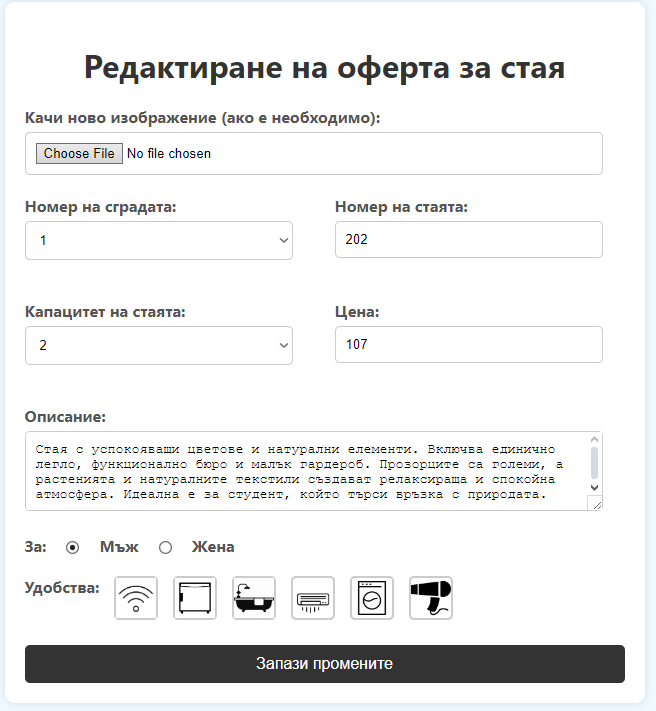 Редактиране на оферта за стая
Качи ново изображение (ако е необходимо):
Choose File No file chosen
Номер на сградата: Номер на стаята:
1 202
Капацитет на стаята: Цена:
2 107
Описание:
Стая с успокояващи цветове и натурални елементи. Включва единично
легло, функционално бюро и малък гардероб. Прозорците са големи, а
растенията и натуралните текстили създават релаксираща и спокойна
атмосфера. Идеална е за студент, който търси връзка с природата.
За: Мъж Жена
Удобства:
Запази промените